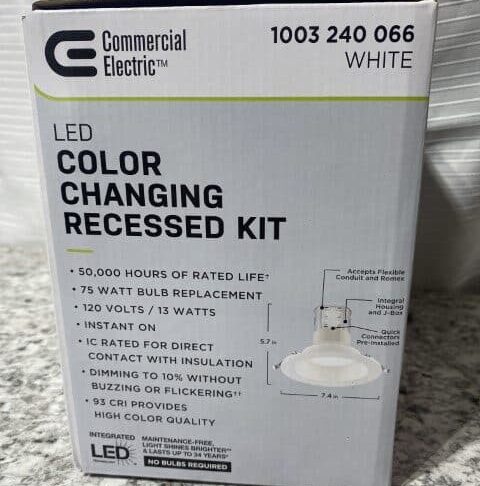 Commercial
Electric™
1003 240 066
WHITE
LED
COLOR
CHANGING
RECESSED KIT
• 50,000 HOURS OF RATED LIFE†
• 75 WATT BULB REPLACEMENT
• 120 VOLTS / 13 WATTS
• INSTANT ON
• IC RATED FOR DIRECT
CONTACT WITH INSULATION
• DIMMING TO 10% WITHOUT
BUZZING OR FLICKERING††
• 93 CRI PROVIDES
HIGH COLOR QUALITY
Accepts Flexible
Conduit and Romex
Integral
Housing
and J-Box
Quick
Connectors
Pre-installed
5.7 in
7.4 in
INTEGRATED
LED
MAINTENANCE-FREE,
LIGHT SHINES BRIGHTER**
& LASTS UP TO 34 YEARS*
NO BULBS REQUIRED